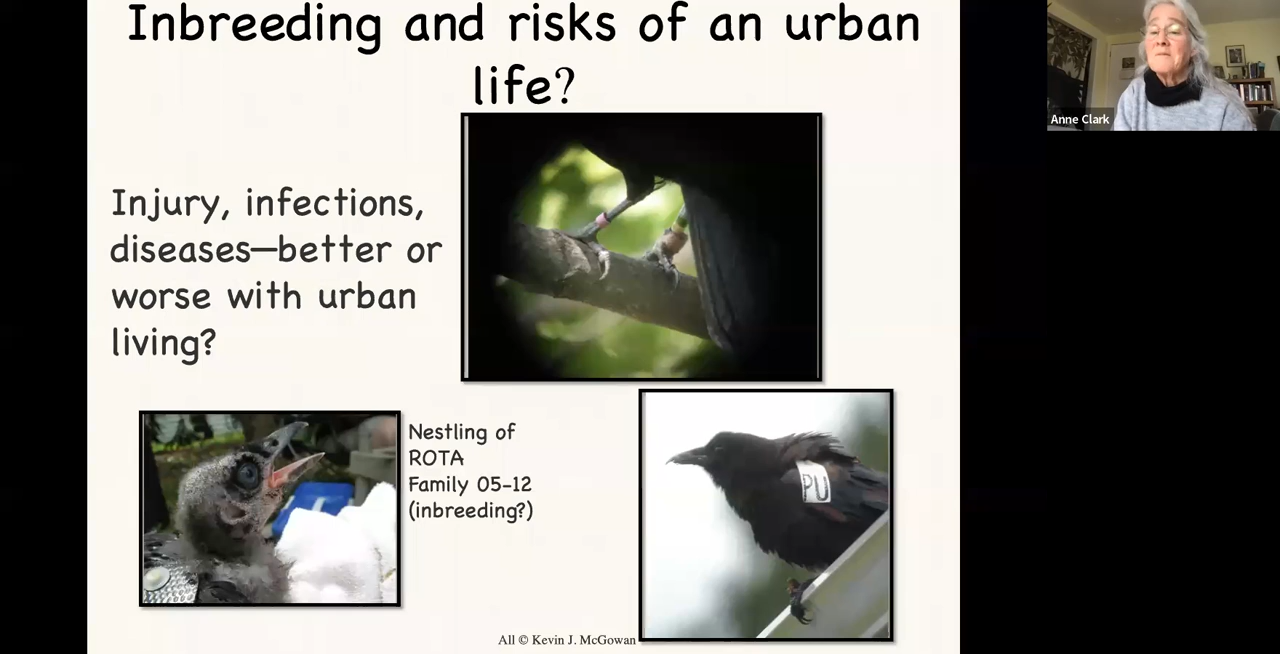 Inbreeding and risks of an urban
life?
Anne Clark
Injury, infections,
diseases—better or
worse with urban
living?
Nestling of
ROTA
Family 05-12
(inbreeding?)
PU
All © Kevin J. McGowan